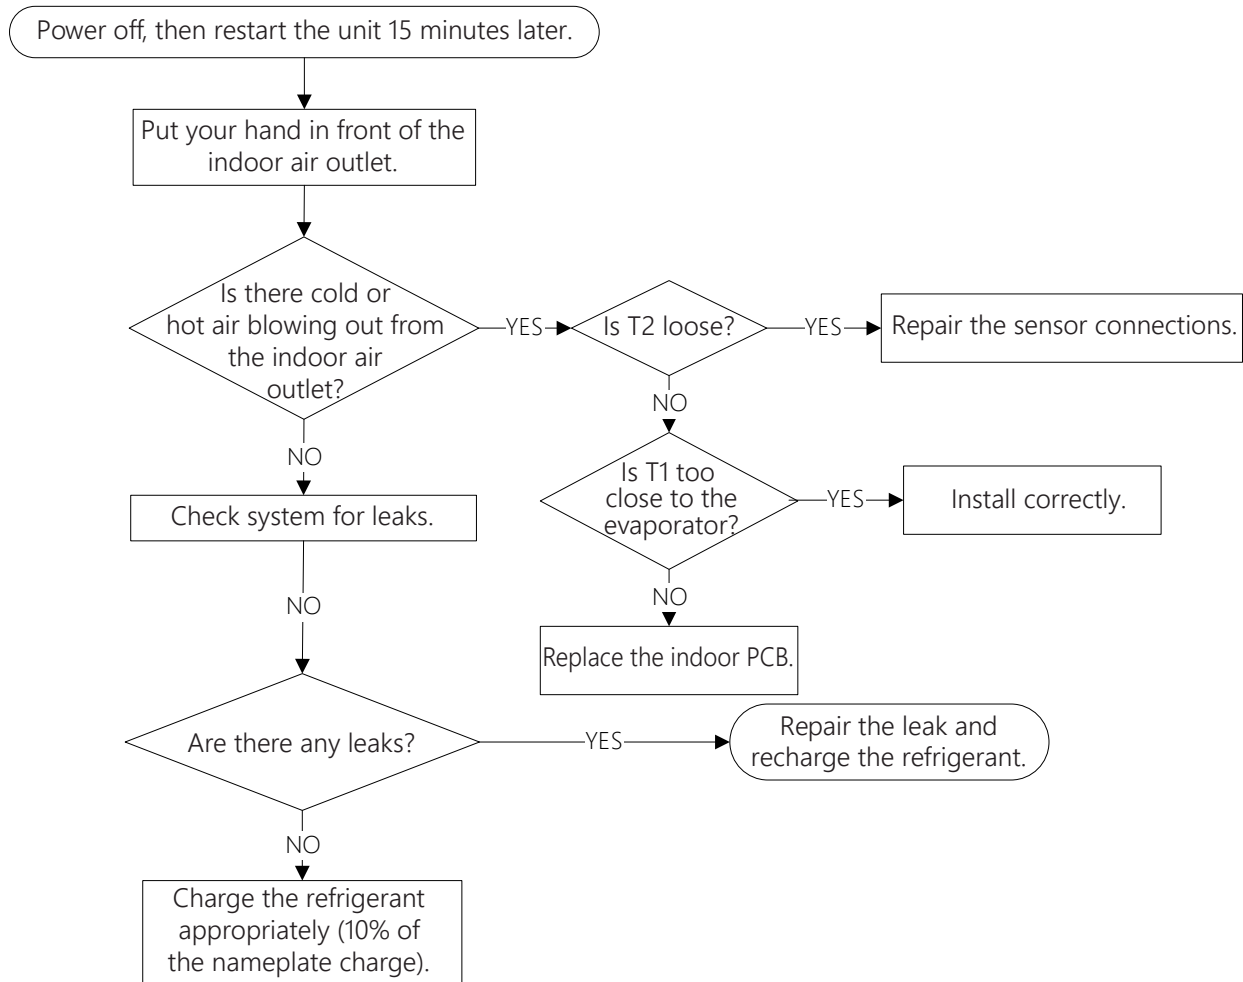 Power off, then restart the unit 15 minutes later.
Put your hand in front of the
indoor air outlet.
Is there cold or
hot air blowing out from
the indoor air
outlet?
YES
Is T2 loose?
YES
Repair the sensor connections.
NO
Is T1 too
close to the
evaporator?
YES
Install correctly.
NO
Replace the indoor PCB.
NO
Check system for leaks.
NO
Are there any leaks?
YES
Repair the leak and
recharge the refrigerant.
NO
Charge the refrigerant
appropriately (10% of
the nameplate charge).